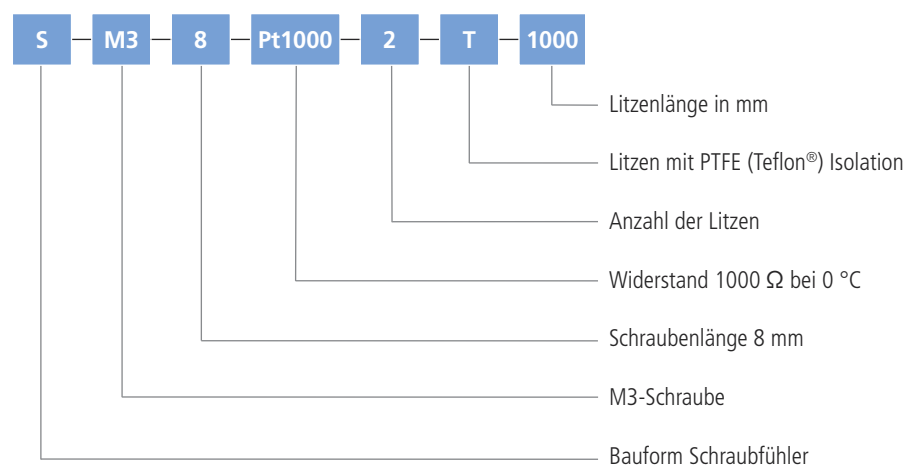 S — M3 — 8 — Pt1000 — 2 — T — 1000
Litzenlänge in mm
Litzen mit PTFE (Teflon®) Isolation
Anzahl der Litzen
Widerstand 1000 Ω bei 0 °C
Schraubenlänge 8 mm
M3-Schraube
Bauform Schraubfühler